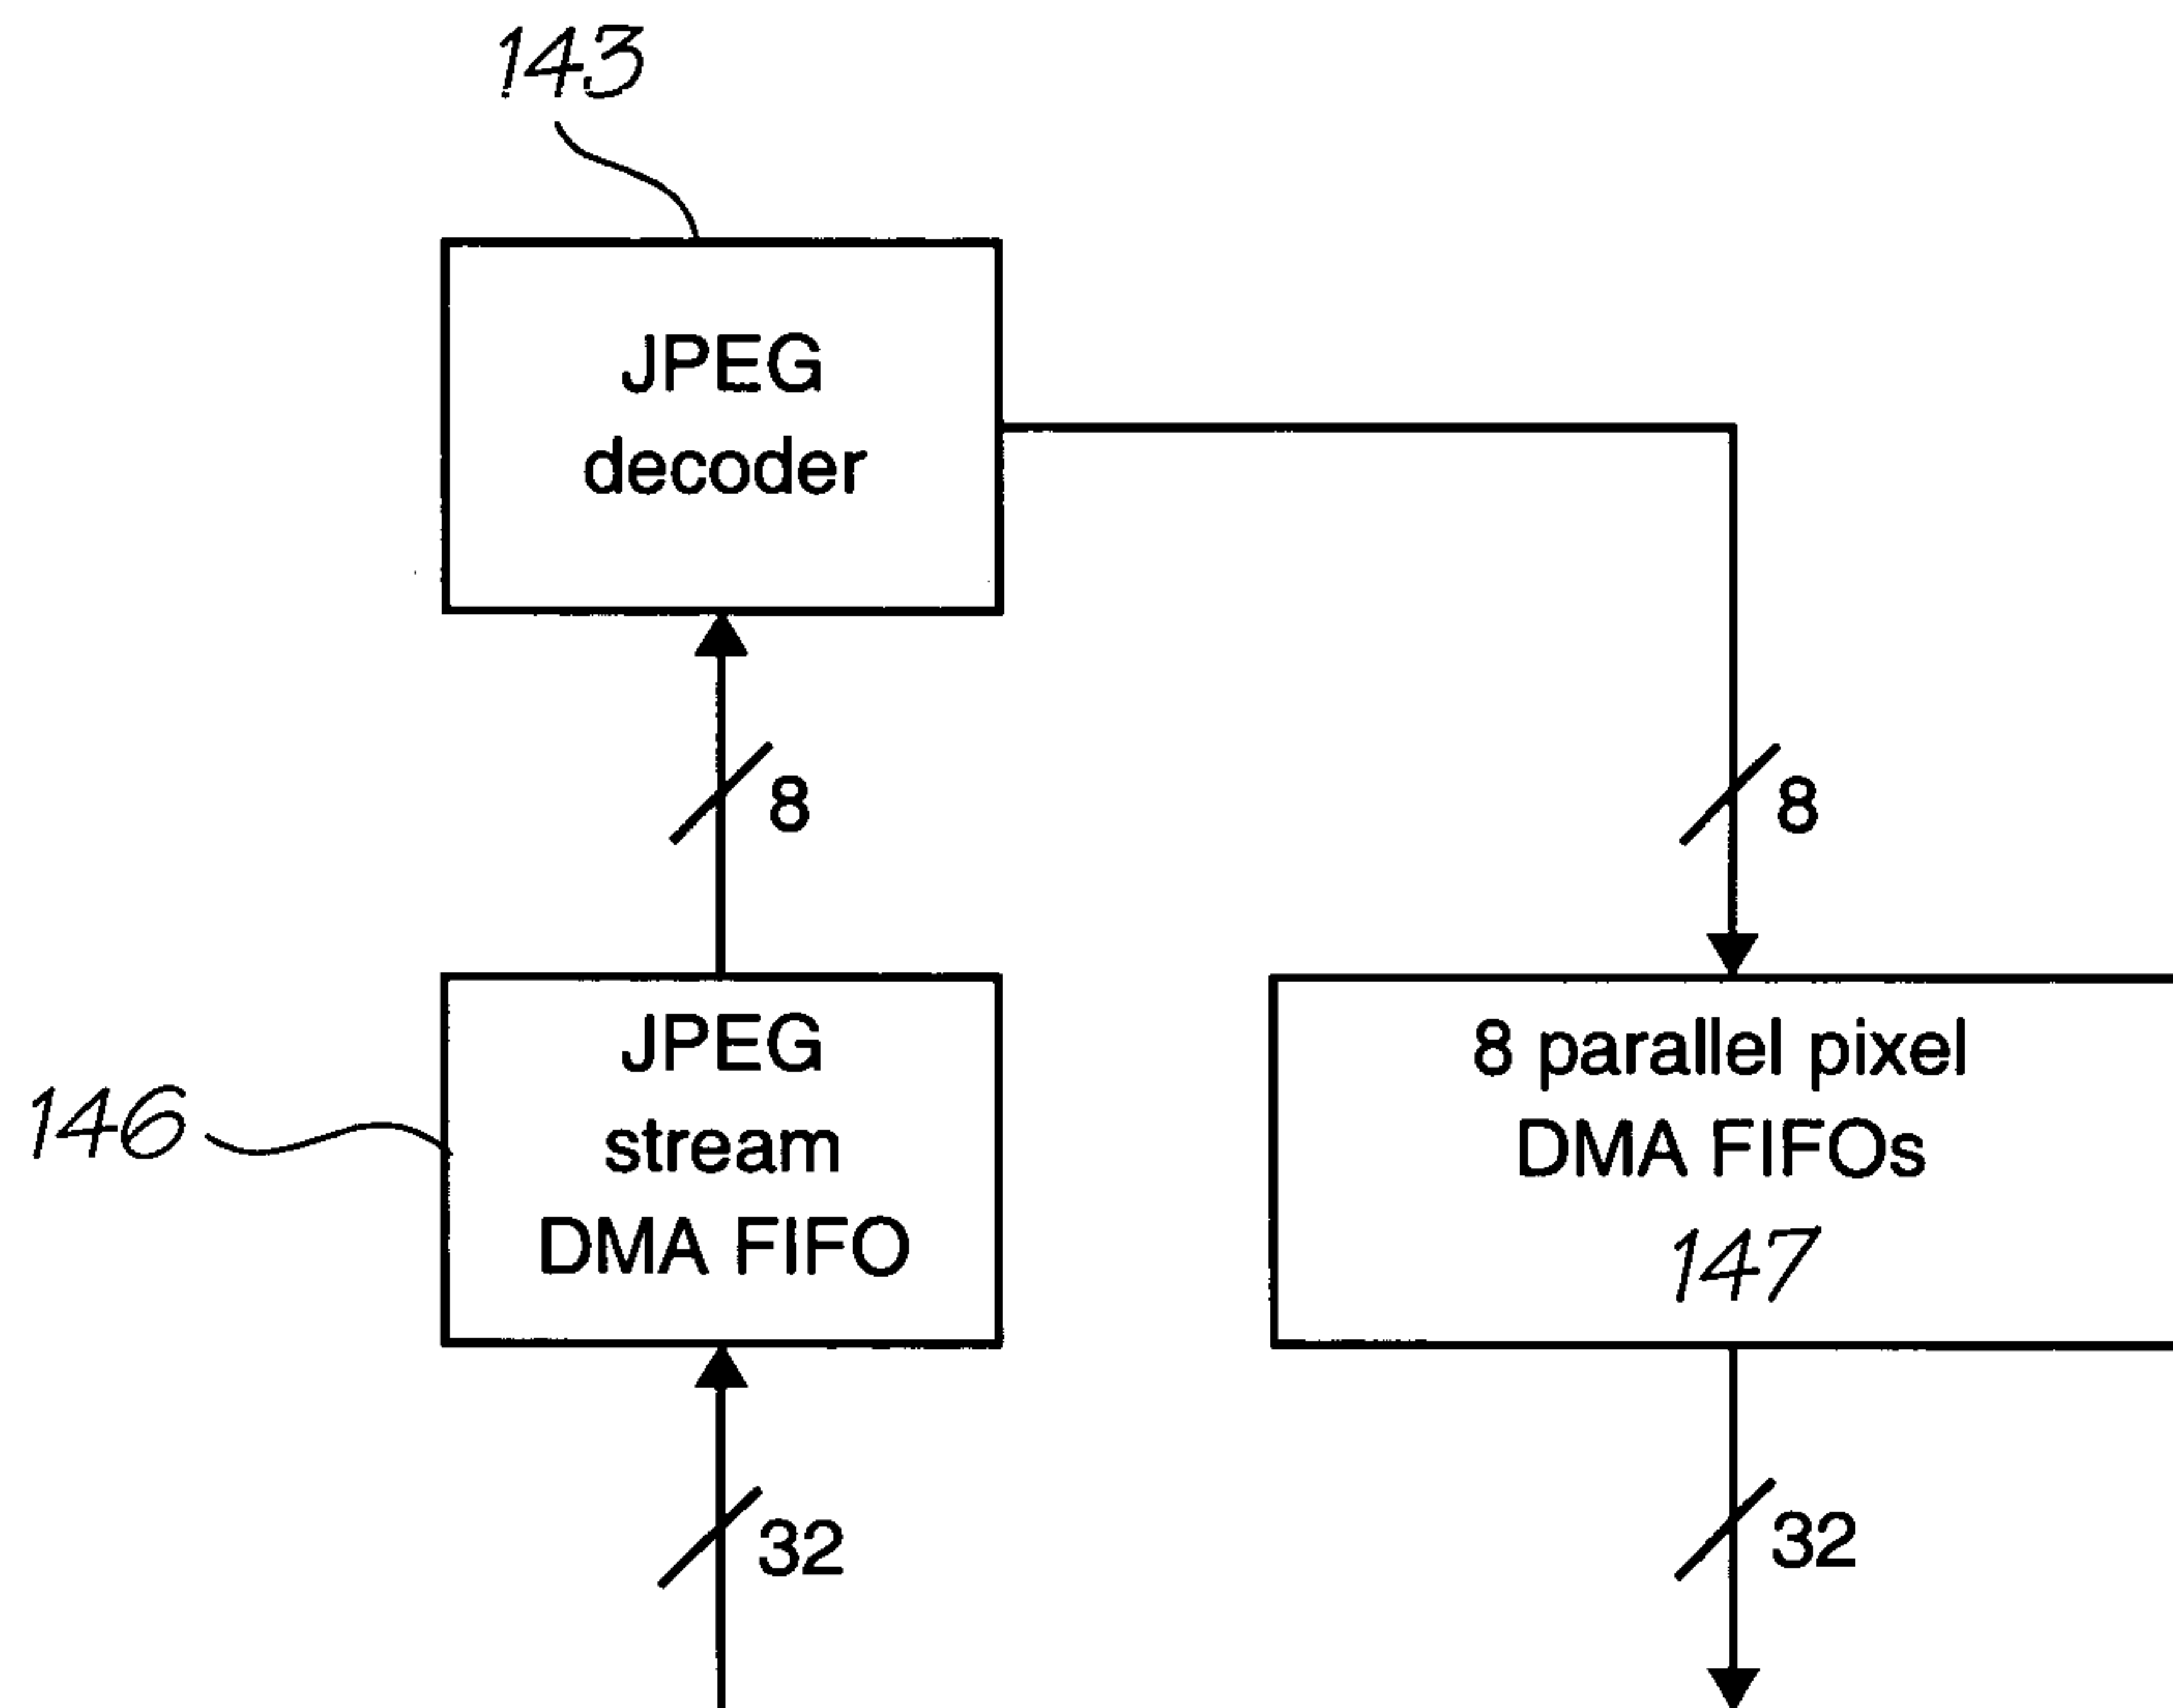 143
JPEG
decoder
8
8
JPEG
stream
DMA FIFO
146
8 parallel pixel
DMA FIFOs
147
32
32